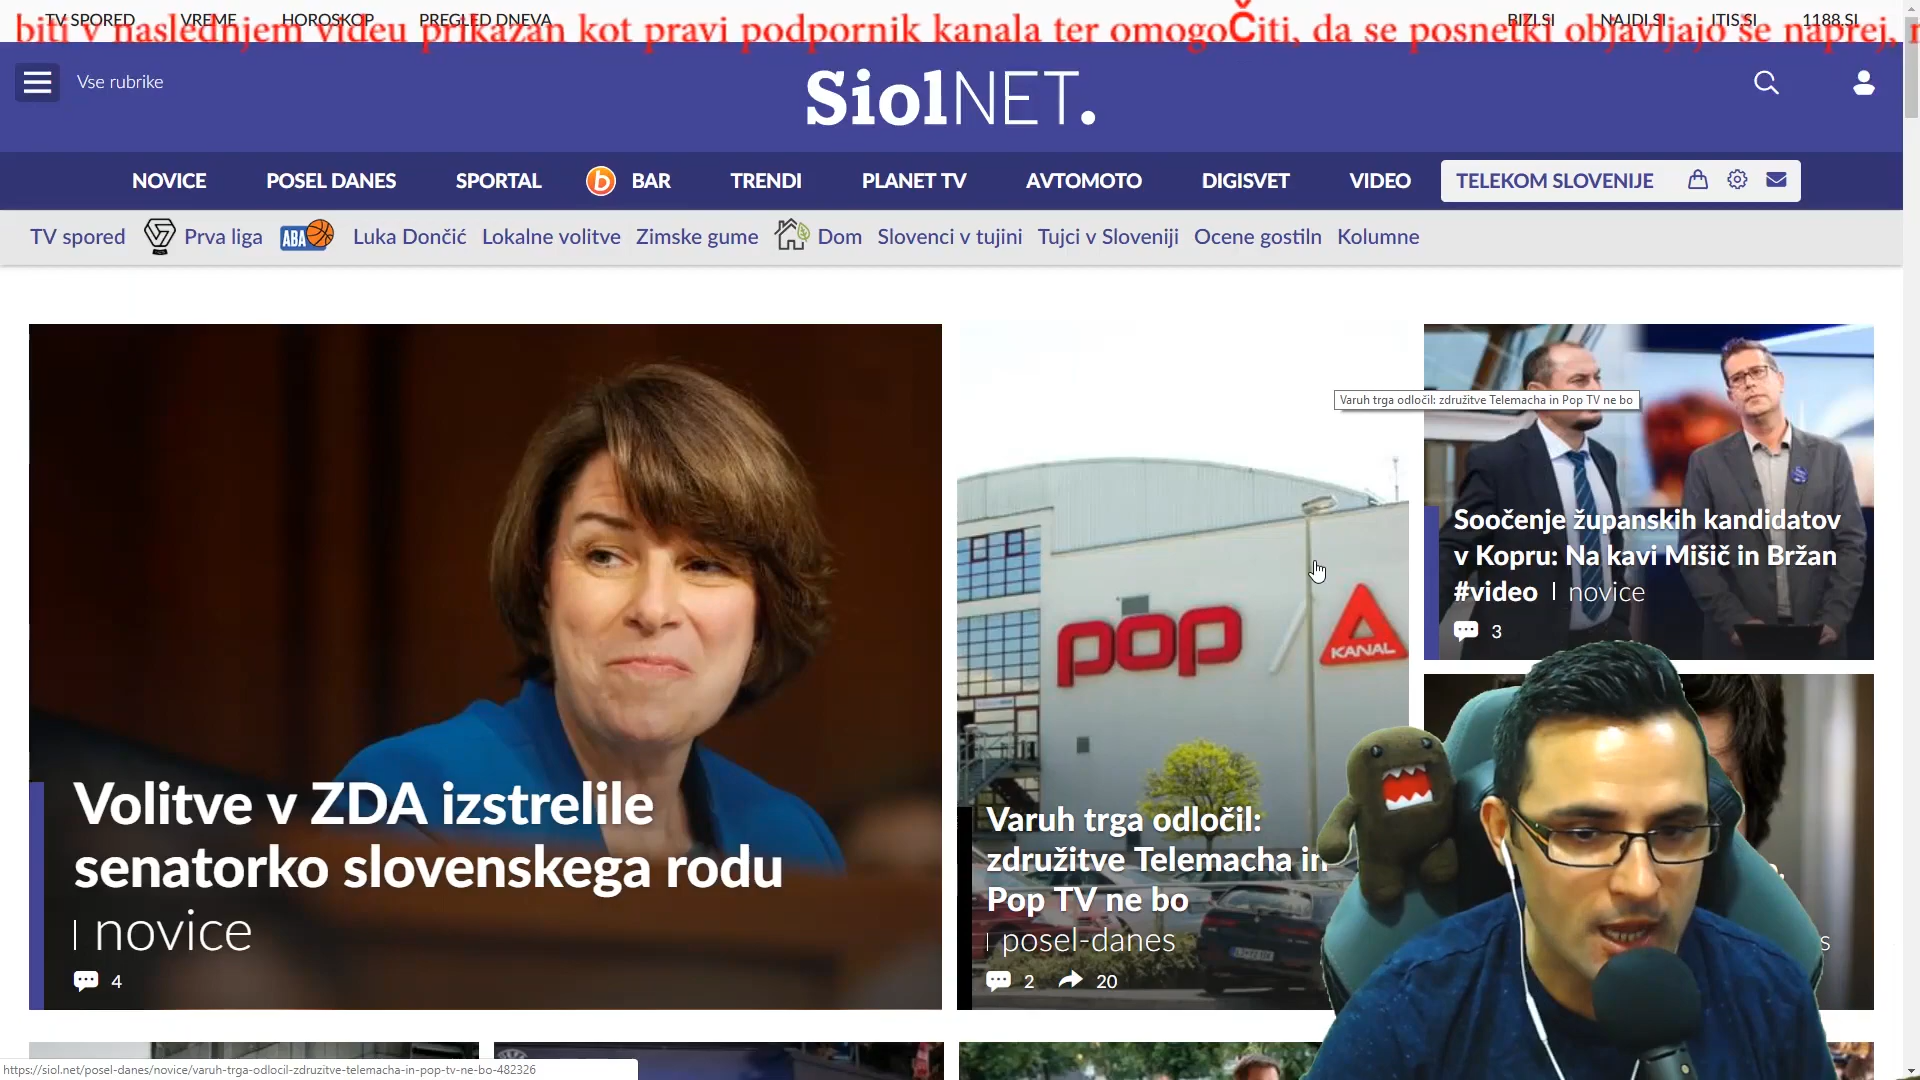 TV SPORED VREME HOROSKOP PREGLED DNEVA BIZI.SI NAJDI.SI ITIS.SI 1188.SI
biti v naslednjem videu prikazan kot pravi podpornik kanala ter omogoČiti, da se posnetki objavljajo še naprej,
Vse rubrike
SiolNET.
NOVICE POSEL DANES SPORTAL b BAR TRENDI PLANET TV AVTOMOTO DIGISVET VIDEO TELEKOM SLOVENIJE
TV spored Prva liga ABA Luka Dončić Lokalne volitve Zimske gume Dom Slovenci v tujini Tujci v Sloveniji Ocene gostiln Kolumne
Varuh trga odločil: združitve Telemacha in Pop TV ne bo
Soočenje županskih kandidatov
v Kopru: Na kavi Mišič in Bržan
#video | novice
3
pop
KANAL
Volitve v ZDA izstrelile
senatorko slovenskega rodu
| novice
4
Varuh trga odločil:
združitve Telemacha in
Pop TV ne bo
| posel-danes
2 20
https://siol.net/posel-danes/novice/varuh-trga-odlocil-zdruzitve-telemacha-in-pop-tv-ne-bo-482326